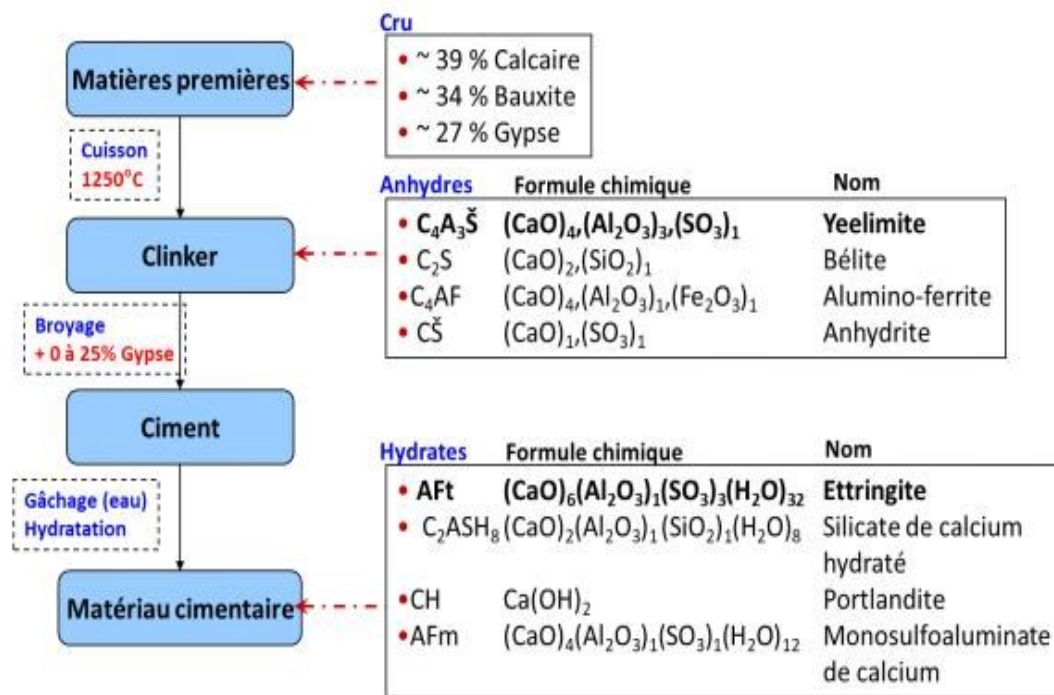 Cru
Matières premières
• ~ 39 % Calcaire
• ~ 34 % Bauxite
• ~ 27 % Gypse
Cuisson
1250°C
Anhydres Formule chimique Nom
• C₄A₃Š (CaO)₄,(Al₂O₃)₃,(SO₃)₁ Yeelimite
• C₂S (CaO)₂,(SiO₂)₁ Bélite
• C₄AF (CaO)₄,(Al₂O₃)₁,(Fe₂O₃)₁ Alumino-ferrite
• CŠ (CaO)₁,(SO₃)₁ Anhydrite
Clinker
Broyage
+ 0 à 25% Gypse
Ciment
Hydrates Formule chimique Nom
• AFt (CaO)₆(Al₂O₃)₁(SO₃)₃(H₂O)₃₂ Ettringite
• C₂ASH₈ (CaO)₂(Al₂O₃)₁(SiO₂)₁(H₂O)₈ Silicate de calcium
hydraté
• CH Ca(OH)₂ Portlandite
• AFm (CaO)₄(Al₂O₃)₁(SO₃)₁(H₂O)₁₂ Monosulfoaluminate
de calcium
Gâchage (eau)
Hydratation
Matériau cimentaire